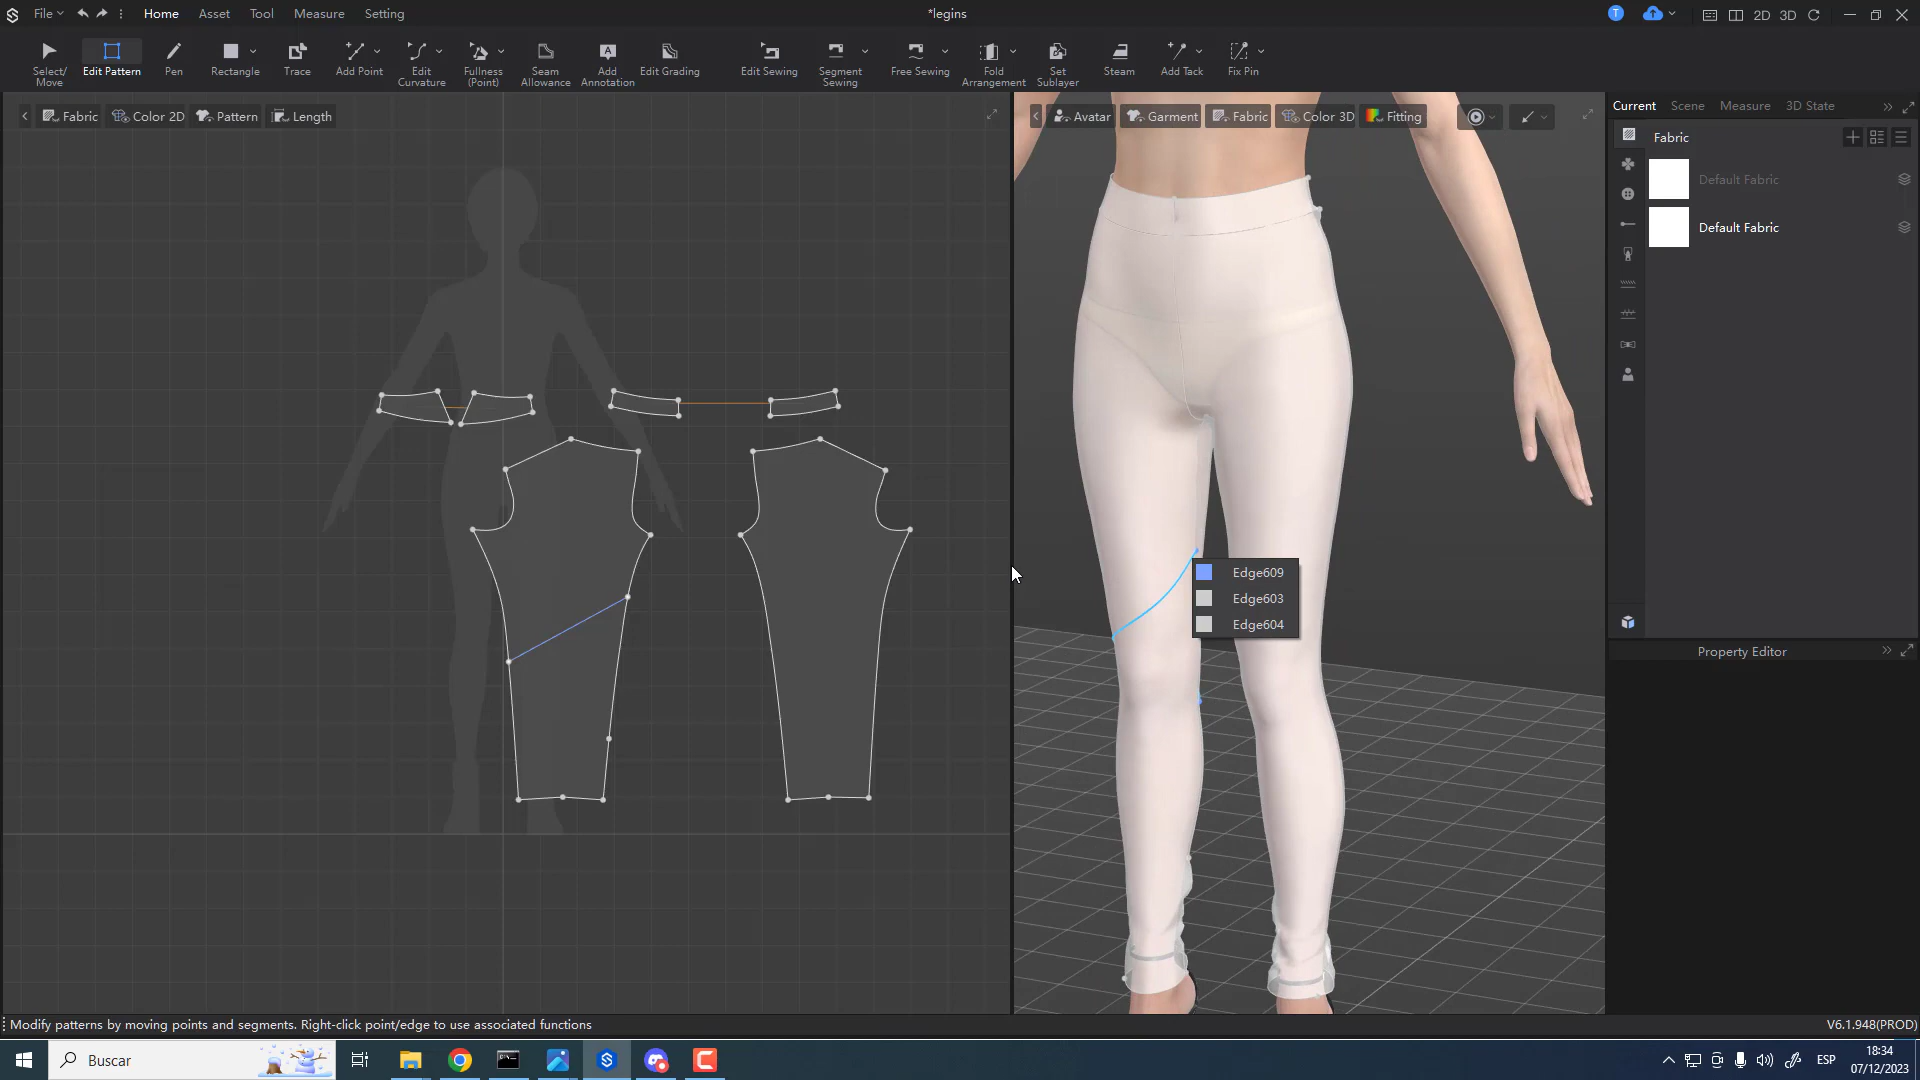 File
Home
Asset
Tool
Measure
Setting
*legins
T
2D
3D
Select/
Move
Edit Pattern
Pen
Rectangle
Trace
Add Point
Edit
Curvature
Fullness
(Point)
Seam
Allowance
Add
Annotation
Edit Grading
Edit Sewing
Segment
Sewing
Free Sewing
Fold
Arrangement
Set
Sublayer
Steam
Add Tack
Fix Pin
Fabric
Color 2D
Pattern
Length
Avatar
Garment
Fabric
Color 3D
Fitting
Current
Scene
Measure
3D State
Fabric
Default Fabric
Default Fabric
Edge609
Edge603
Edge604
Property Editor
Modify patterns by moving points and segments. Right-click point/edge to use associated functions
V6.1.948(PROD)
Buscar
ESP
18:34
07/12/2023